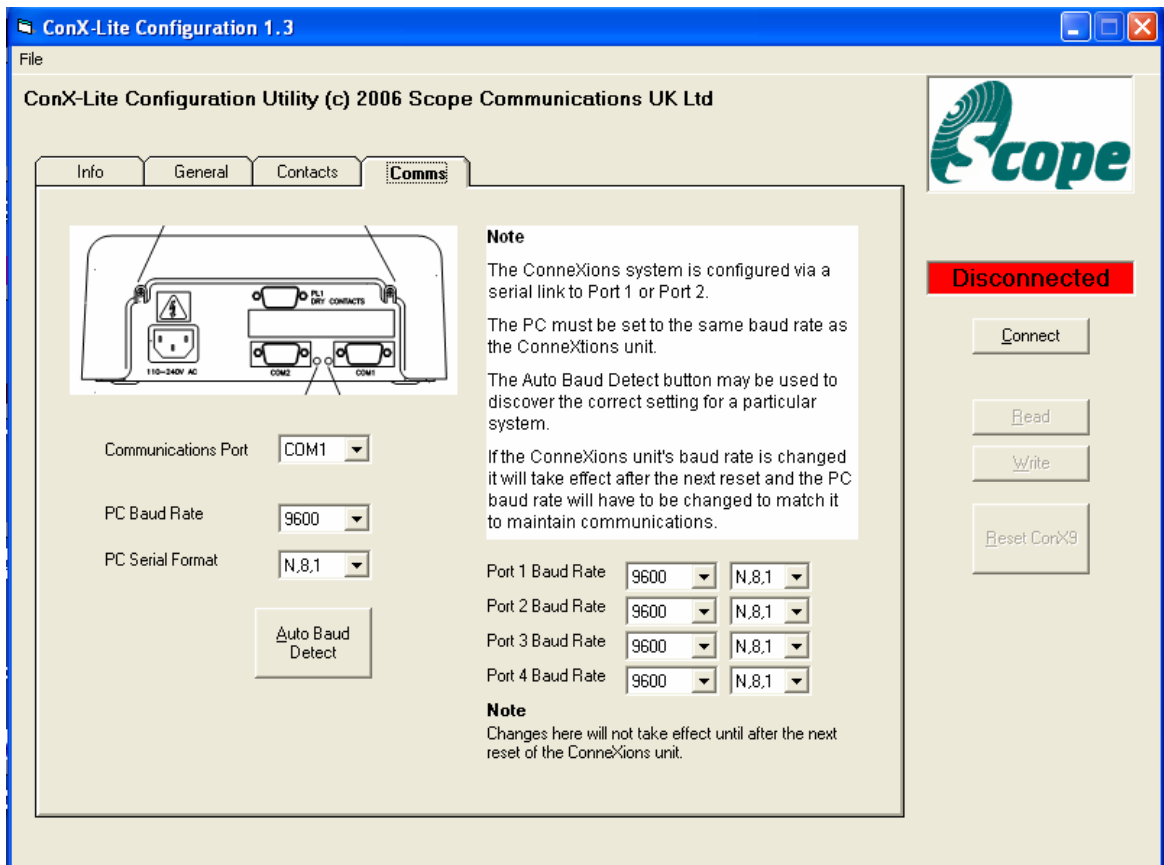 ConX-Lite Configuration 1.3
File
ConX-Lite Configuration Utility (c) 2006 Scope Communications UK Ltd
Scope
Info
General
Contacts
Comms
PL1
DRY CONTACTS
110-240V AC
COM2
COM1
Communications Port
COM1
PC Baud Rate
9600
PC Serial Format
N,8,1
Auto Baud
Detect
Note
The ConneXions system is configured via a
serial link to Port 1 or Port 2.
The PC must be set to the same baud rate as
the ConneXtions unit.
The Auto Baud Detect button may be used to
discover the correct setting for a particular
system.
If the ConneXions unit's baud rate is changed
it will take effect after the next reset and the PC
baud rate will have to be changed to match it
to maintain communications.
Port 1 Baud Rate 9600 N,8,1
Port 2 Baud Rate 9600 N,8,1
Port 3 Baud Rate 9600 N,8,1
Port 4 Baud Rate 9600 N,8,1
Note
Changes here will not take effect until after the next
reset of the ConneXions unit.
Disconnected
Connect
Read
Write
Reset ConX9